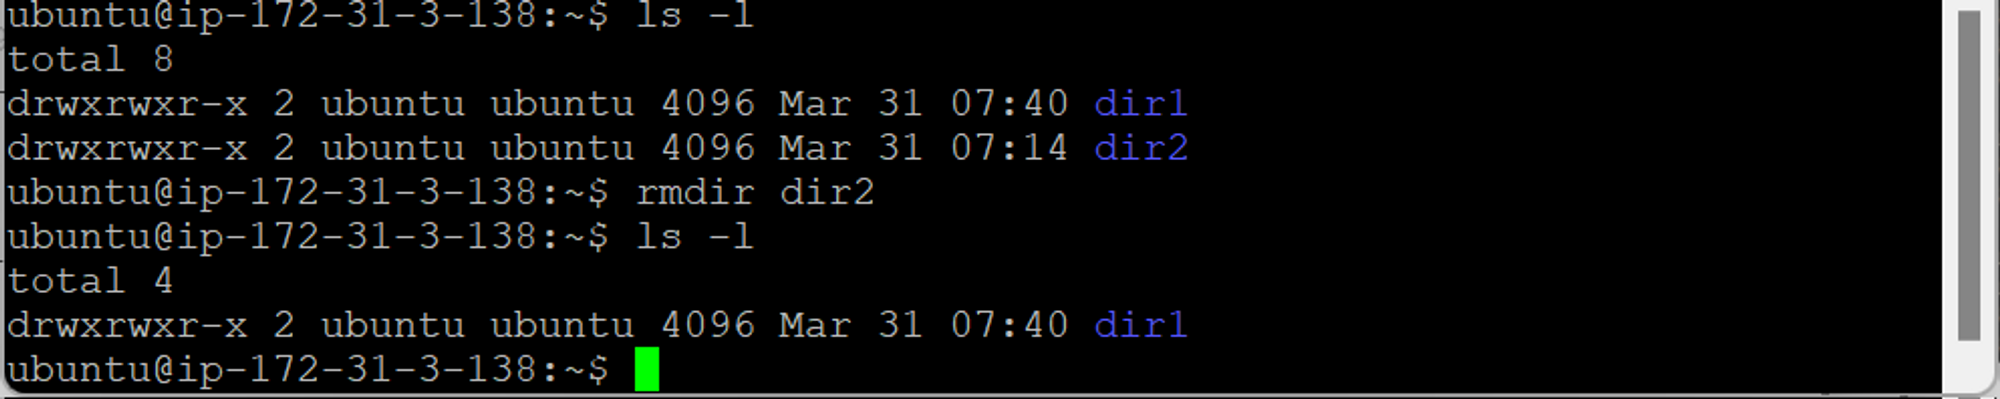 ubuntu@ip-172-31-3-138:~$ ls -l
total 8
drwxrwxr-x 2 ubuntu ubuntu 4096 Mar 31 07:40 dir1
drwxrwxr-x 2 ubuntu ubuntu 4096 Mar 31 07:14 dir2
ubuntu@ip-172-31-3-138:~$ rmdir dir2
ubuntu@ip-172-31-3-138:~$ ls -l
total 4
drwxrwxr-x 2 ubuntu ubuntu 4096 Mar 31 07:40 dir1
ubuntu@ip-172-31-3-138:~$